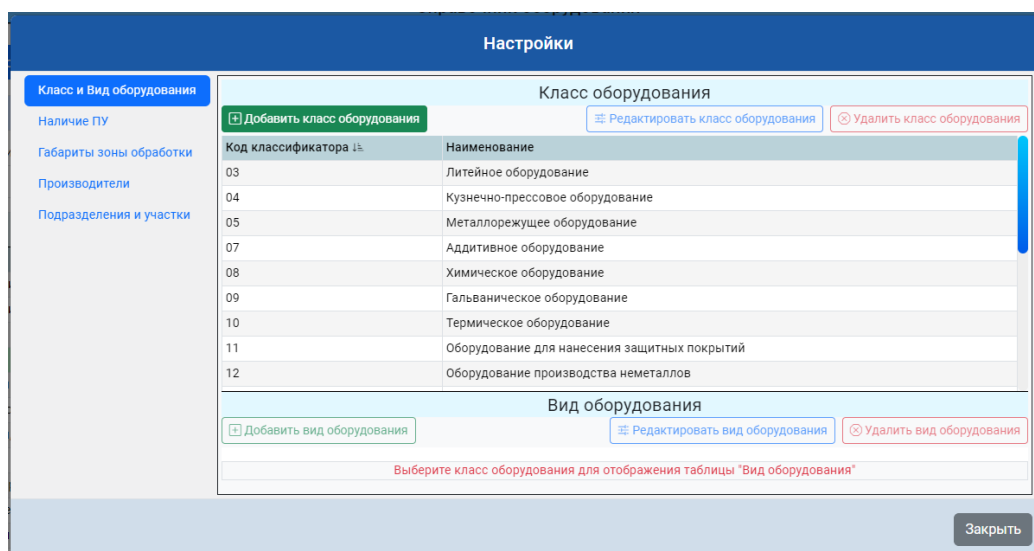 Настройки
Класс и Вид оборудования
Наличие ПУ
Габариты зоны обработки
Производители
Подразделения и участки
Класс оборудования
Добавить класс оборудования Редактировать класс оборудования Удалить класс оборудования
Код классификатора Наименование
03 Литейное оборудование
04 Кузнечно-прессовое оборудование
05 Металлорежущее оборудование
07 Аддитивное оборудование
08 Химическое оборудование
09 Гальваническое оборудование
10 Термическое оборудование
11 Оборудование для нанесения защитных покрытий
12 Оборудование производства неметаллов
Вид оборудования
Добавить вид оборудования Редактировать вид оборудования Удалить вид оборудования
Выберите класс оборудования для отображения таблицы "Вид оборудования"
Закрыть